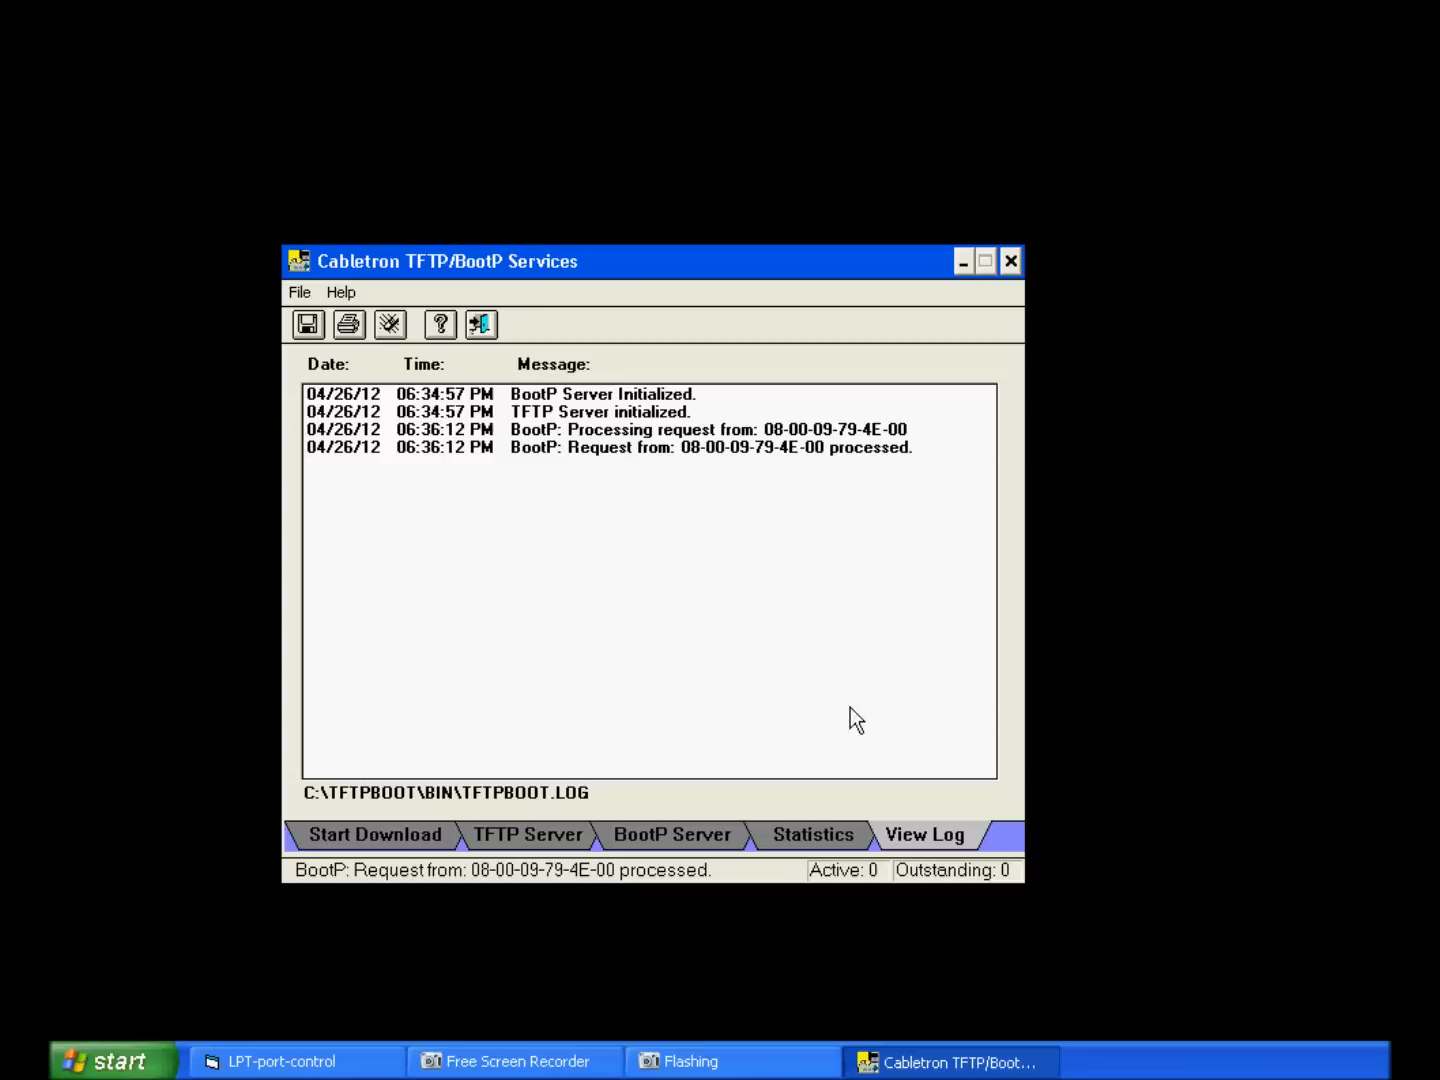 Cabletron TFTP/BootP Services
File Help
Date: Time: Message:
04/26/12 06:34:57 PM BootP Server Initialized.
04/26/12 06:34:57 PM TFTP Server initialized.
04/26/12 06:36:12 PM BootP: Processing request from: 08-00-09-79-4E-00
04/26/12 06:36:12 PM BootP: Request from: 08-00-09-79-4E-00 processed.
C:\TFTPBOOT\BIN\TFTPBOOT.LOG
Start Download TFTP Server BootP Server Statistics View Log
BootP: Request from: 08-00-09-79-4E-00 processed. Active: 0 Outstanding: 0
start LPT-port-control Free Screen Recorder Flashing Cabletron TFTP/Boot...